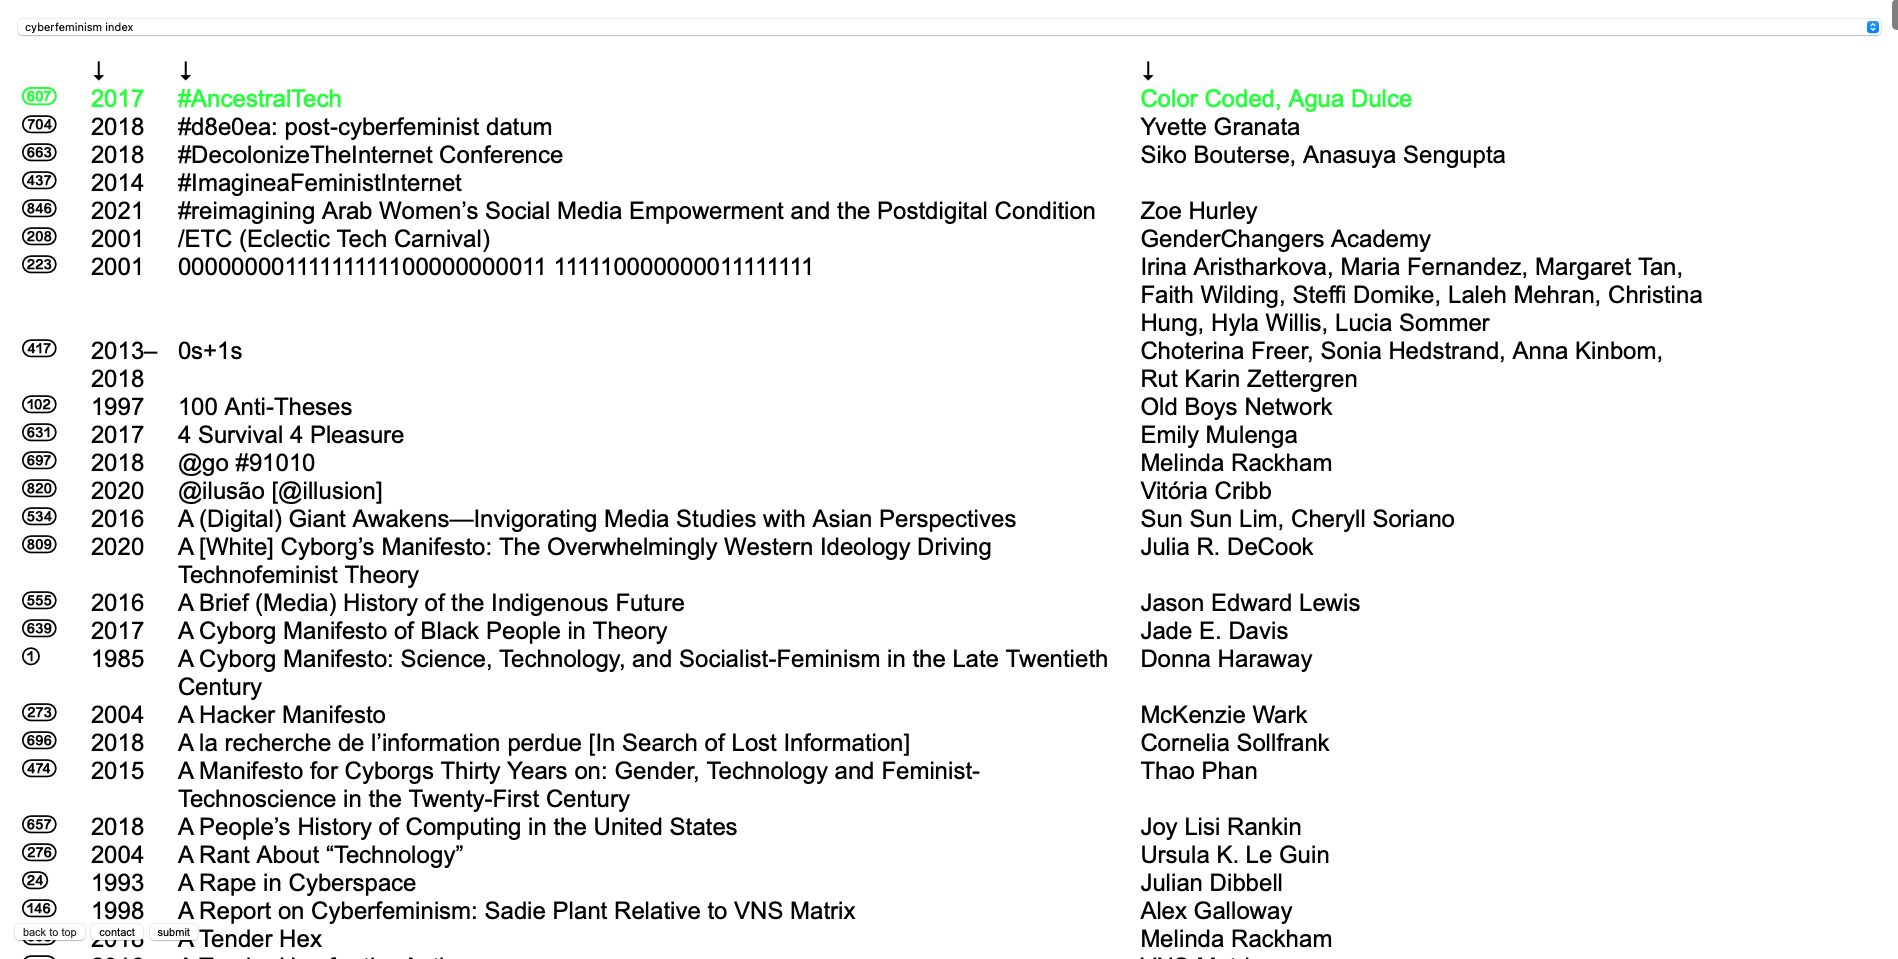 cyberfeminism index
↓ ↓ ↓
607 2017 #AncestralTech Color Coded, Agua Dulce
704 2018 #d8e0ea: post-cyberfeminist datum Yvette Granata
663 2018 #DecolonizeTheInternet Conference Siko Bouterse, Anasuya Sengupta
437 2014 #ImagineaFeministInternet
846 2021 #reimagining Arab Women’s Social Media Empowerment and the Postdigital Condition Zoe Hurley
208 2001 /ETC (Eclectic Tech Carnival) GenderChangers Academy
223 2001 Irina Aristharkova, Maria Fernandez, Margaret Tan,
Faith Wilding, Steffi Domike, Laleh Mehran, Christina
Hung, Hyla Willis, Lucia Sommer
417 2013– 0s+1s Choterina Freer, Sonia Hedstrand, Anna Kinbom,
2018 Rut Karin Zettergren
102 1997 100 Anti-Theses Old Boys Network
631 2017 4 Survival 4 Pleasure Emily Mulenga
697 2018 @go #91010 Melinda Rackham
820 2020 @ilusão [@illusion] Vitória Cribb
534 2016 A (Digital) Giant Awakens—Invigorating Media Studies with Asian Perspectives Sun Sun Lim, Cheryll Soriano
809 2020 A [White] Cyborg’s Manifesto: The Overwhelmingly Western Ideology Driving Julia R. DeCook
Technofeminist Theory
555 2016 A Brief (Media) History of the Indigenous Future Jason Edward Lewis
639 2017 A Cyborg Manifesto of Black People in Theory Jade E. Davis
1 1985 A Cyborg Manifesto: Science, Technology, and Socialist-Feminism in the Late Twentieth Donna Haraway
Century
273 2004 A Hacker Manifesto McKenzie Wark
696 2018 A la recherche de l’information perdue [In Search of Lost Information] Cornelia Sollfrank
474 2015 A Manifesto for Cyborgs Thirty Years on: Gender, Technology and Feminist- Thao Phan
Technoscience in the Twenty-First Century
657 2018 A People’s History of Computing in the United States Joy Lisi Rankin
276 2004 A Rant About “Technology” Ursula K. Le Guin
24 1993 A Rape in Cyberspace Julian Dibbell
146 1998 A Report on Cyberfeminism: Sadie Plant Relative to VNS Matrix Alex Galloway
back to top contact submit
A Tender Hex Melinda Rackham